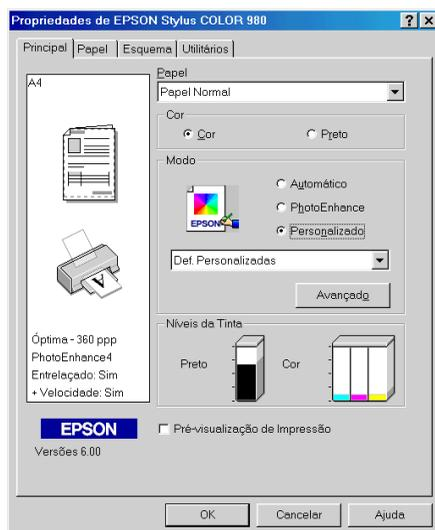 Propriedades de EPSON Stylus COLOR 980
Principal Papel Esquema Utilitários
A4
Óptima - 360 ppp
PhotoEnhance4
Entrelaçado: Sim
+ Velocidade: Sim
EPSON
Versões 6.00
Papel
Papel Normal
Cor
Cor Preto
Modo
EPSON
Automático
PhotoEnhance
Personalizado
Def. Personalizadas
Avançado
Níveis da Tinta
Preto Cor
Pré-visualização de Impressão
OK Cancelar Ajuda